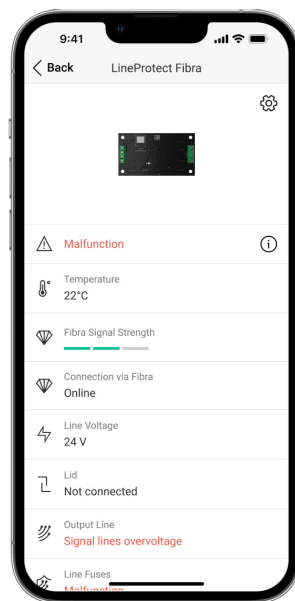 9:41
Back LineProtect Fibra
Malfunction
Temperature
22°C
Fibra Signal Strength
Connection via Fibra
Online
Line Voltage
24 V
Lid
Not connected
Output Line
Signal lines overvoltage
Line Fuses
Malfunction